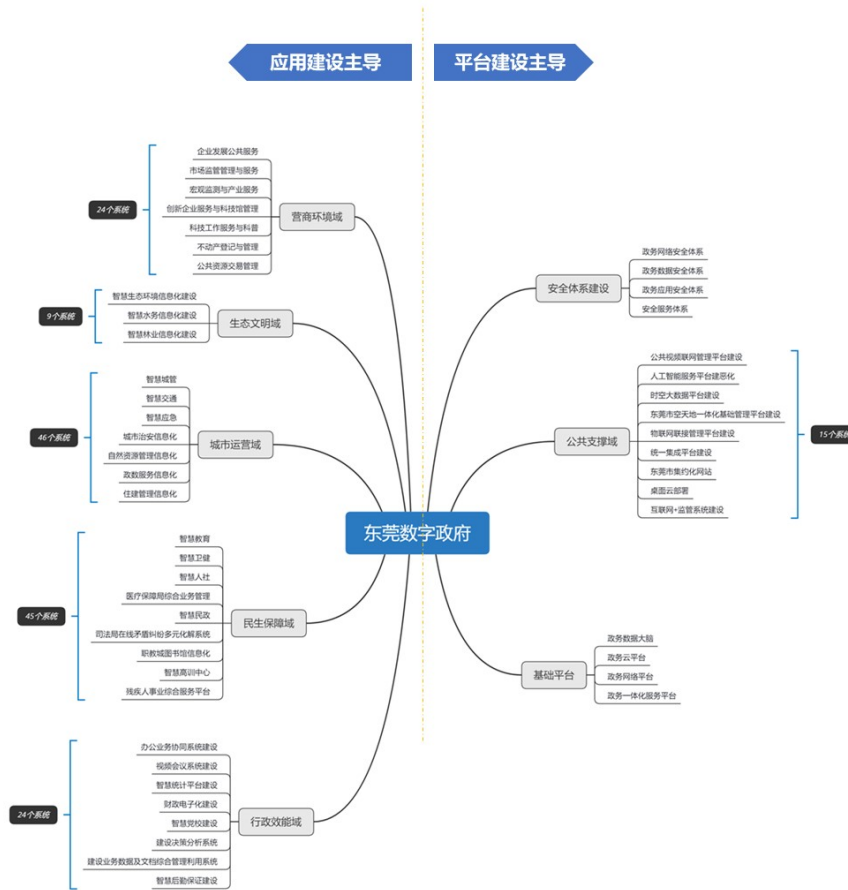 应用建设主导
平台建设主导
24个系统
企业发展公共服务
市场监管管理与服务
宏观监测与产业服务
创新企业服务与科技馆管理
科技工作服务与科普
不动产登记与管理
公共资源交易管理
营商环境域
9个系统
智慧生态环境信息化建设
智慧水务信息化建设
智慧林业信息化建设
生态文明域
46个系统
智慧城管
智慧交通
智慧应急
城市治安信息化
自然资源管理信息化
政数服务信息化
住建管理信息化
城市运营域
45个系统
智慧教育
智慧卫健
智慧人社
医疗保障局综合业务管理
智慧民政
司法局在线矛盾纠纷多元化解系统
职教城图书馆信息化
智慧高训中心
残疾人事业综合服务平台
民生保障域
24个系统
办公业务协同系统建设
视频会议系统建设
智慧统计平台建设
财政电子化建设
智慧党校建设
建设决策分析系统
建设业务数据及文档综合管理利用系统
智慧后勤保证建设
行政效能域
东莞数字政府
安全体系建设
政务网络安全体系
政务数据安全体系
政务应用安全体系
安全服务体系
公共支撑域
公共视频联网管理平台建设
人工智能服务平台建恶化
时空大数据平台建设
东莞市空天地一体化基础管理平台建设
物联网联接管理平台建设
统一集成平台建设
东莞市集约化网站
桌面云部署
互联网+监管系统建设
15个系统
基础平台
政务数据大脑
政务云平台
政务网络平台
政务一体化服务平台